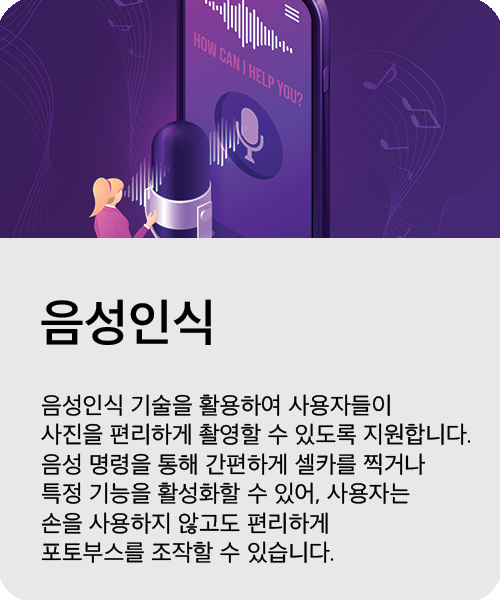 HOW CAN I HELP YOU?
음성인식
음성인식 기술을 활용하여 사용자들이
사진을 편리하게 촬영할 수 있도록 지원합니다.
음성 명령을 통해 간편하게 셀카를 찍거나
특정 기능을 활성화할 수 있어, 사용자는
손을 사용하지 않고도 편리하게
포토부스를 조작할 수 있습니다.